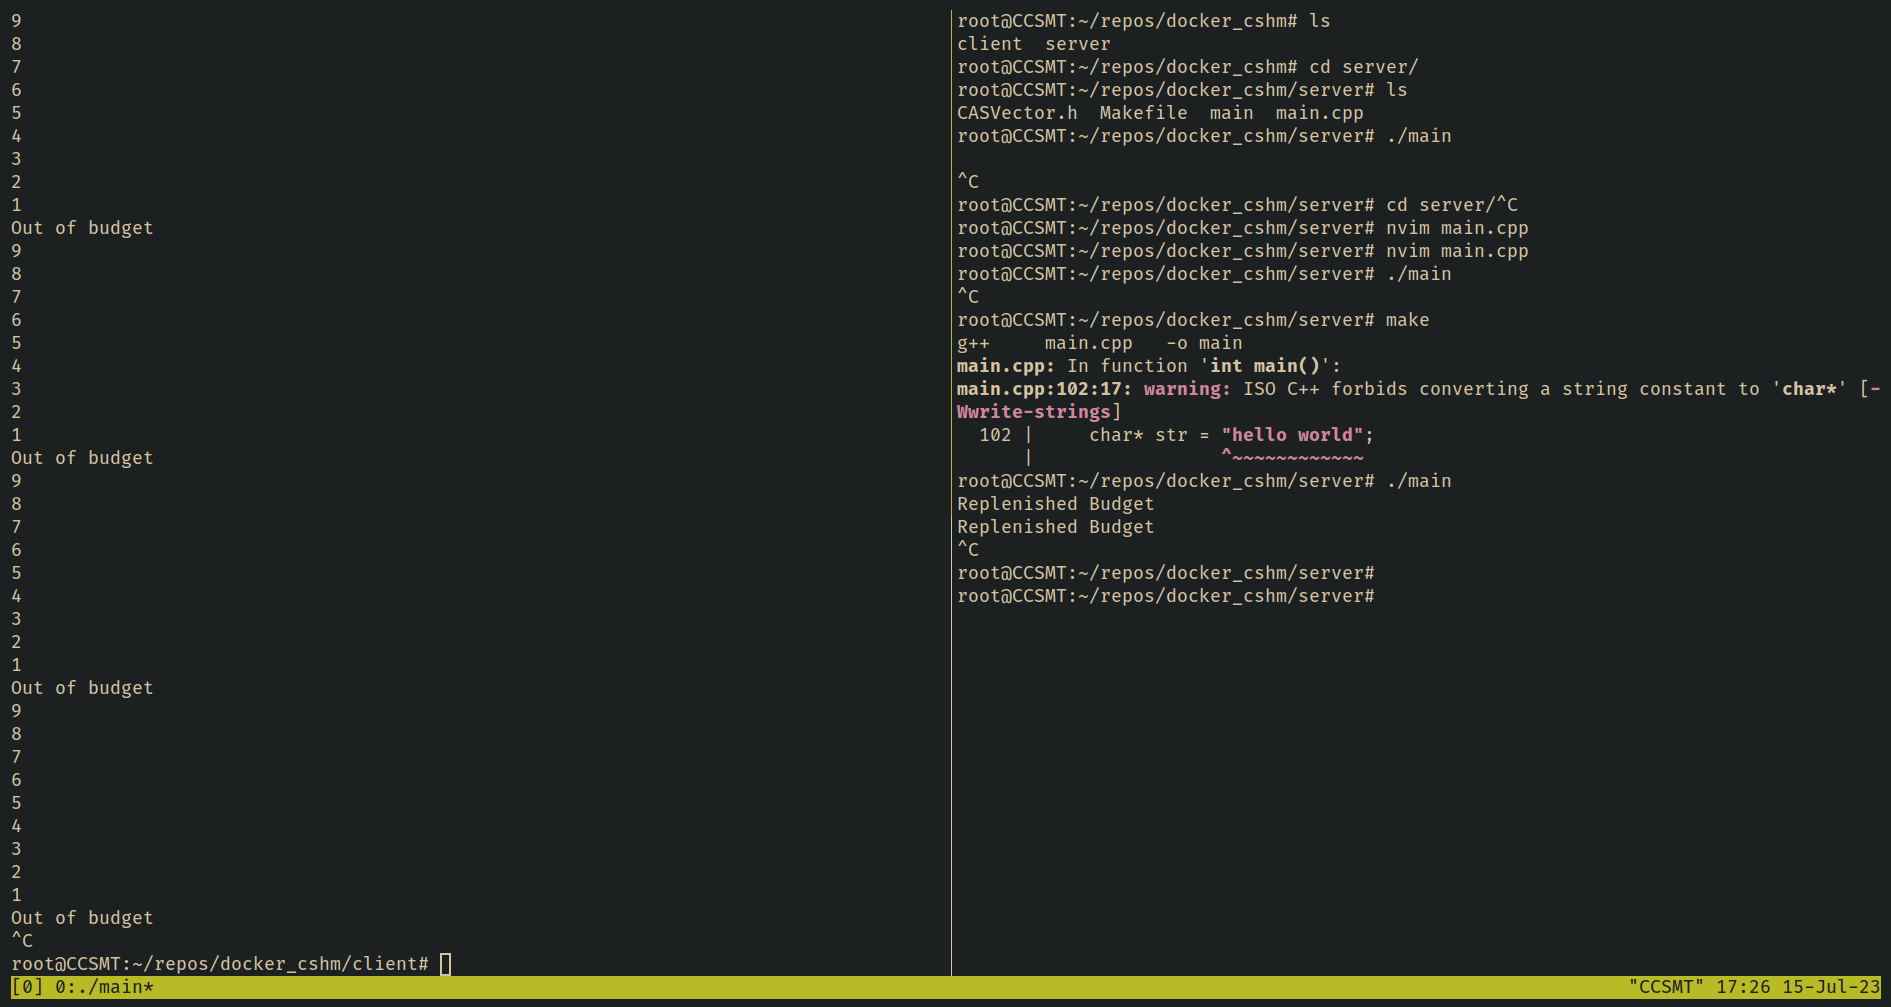 9
8
7
6
5
4
3
2
1
Out of budget
9
8
7
6
5
4
3
2
1
Out of budget
9
8
7
6
5
4
3
2
1
Out of budget
9
8
7
6
5
4
3
2
1
Out of budget
^C
root@CCSMT:~/repos/docker_cshm/client#
root@CCSMT:~/repos/docker_cshm# ls
client  server
root@CCSMT:~/repos/docker_cshm# cd server/
root@CCSMT:~/repos/docker_cshm/server# ls
CASVector.h  Makefile  main  main.cpp
root@CCSMT:~/repos/docker_cshm/server# ./main
^C
root@CCSMT:~/repos/docker_cshm/server# cd server/^C
root@CCSMT:~/repos/docker_cshm/server# nvim main.cpp
root@CCSMT:~/repos/docker_cshm/server# nvim main.cpp
root@CCSMT:~/repos/docker_cshm/server# ./main
^C
root@CCSMT:~/repos/docker_cshm/server# make
g++     main.cpp   -o main
main.cpp: In function 'int main()':
main.cpp:102:17: warning: ISO C++ forbids converting a string constant to 'char*' [-
Wwrite-strings]
  102 |     char* str = "hello world";
      |                 ^~~~~~~~~~~~~
root@CCSMT:~/repos/docker_cshm/server# ./main
Replenished Budget
Replenished Budget
^C
root@CCSMT:~/repos/docker_cshm/server#
root@CCSMT:~/repos/docker_cshm/server#
[0] 0:./main*
"CCSMT" 17:26 15-Jul-23